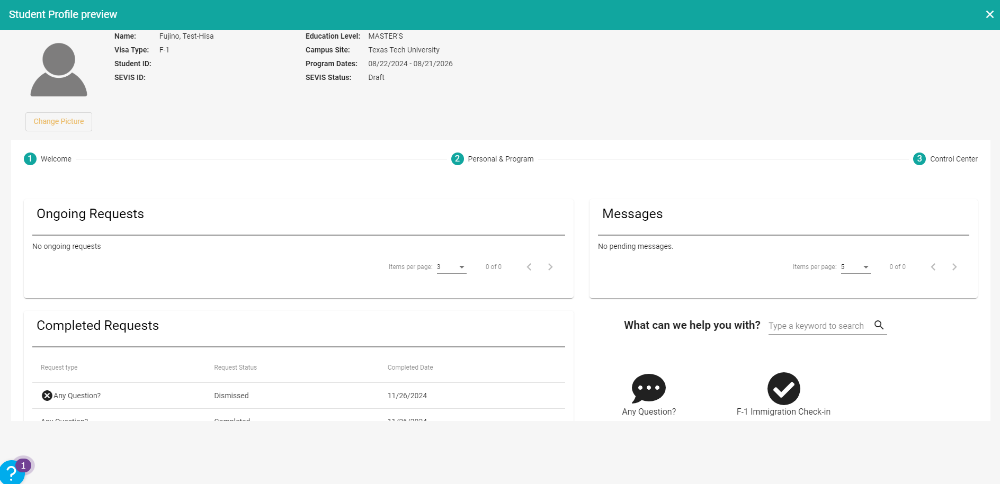 Student Profile preview
Name: Fujino, Test-Hisa
Visa Type: F-1
Student ID:
SEVIS ID:
Education Level: MASTER'S
Campus Site: Texas Tech University
Program Dates: 08/22/2024 - 08/21/2026
SEVIS Status: Draft
Change Picture
1 Welcome 2 Personal & Program 3 Control Center
Ongoing Requests
No ongoing requests
Items per page: 3 0 of 0
Messages
No pending messages.
Items per page: 5 0 of 0
Completed Requests
Request type Request Status Completed Date
Any Question? Dismissed 11/26/2024
Any Question? Completed 11/26/2024
What can we help you with? Type a keyword to search
Any Question?
F-1 Immigration Check-in
? 1